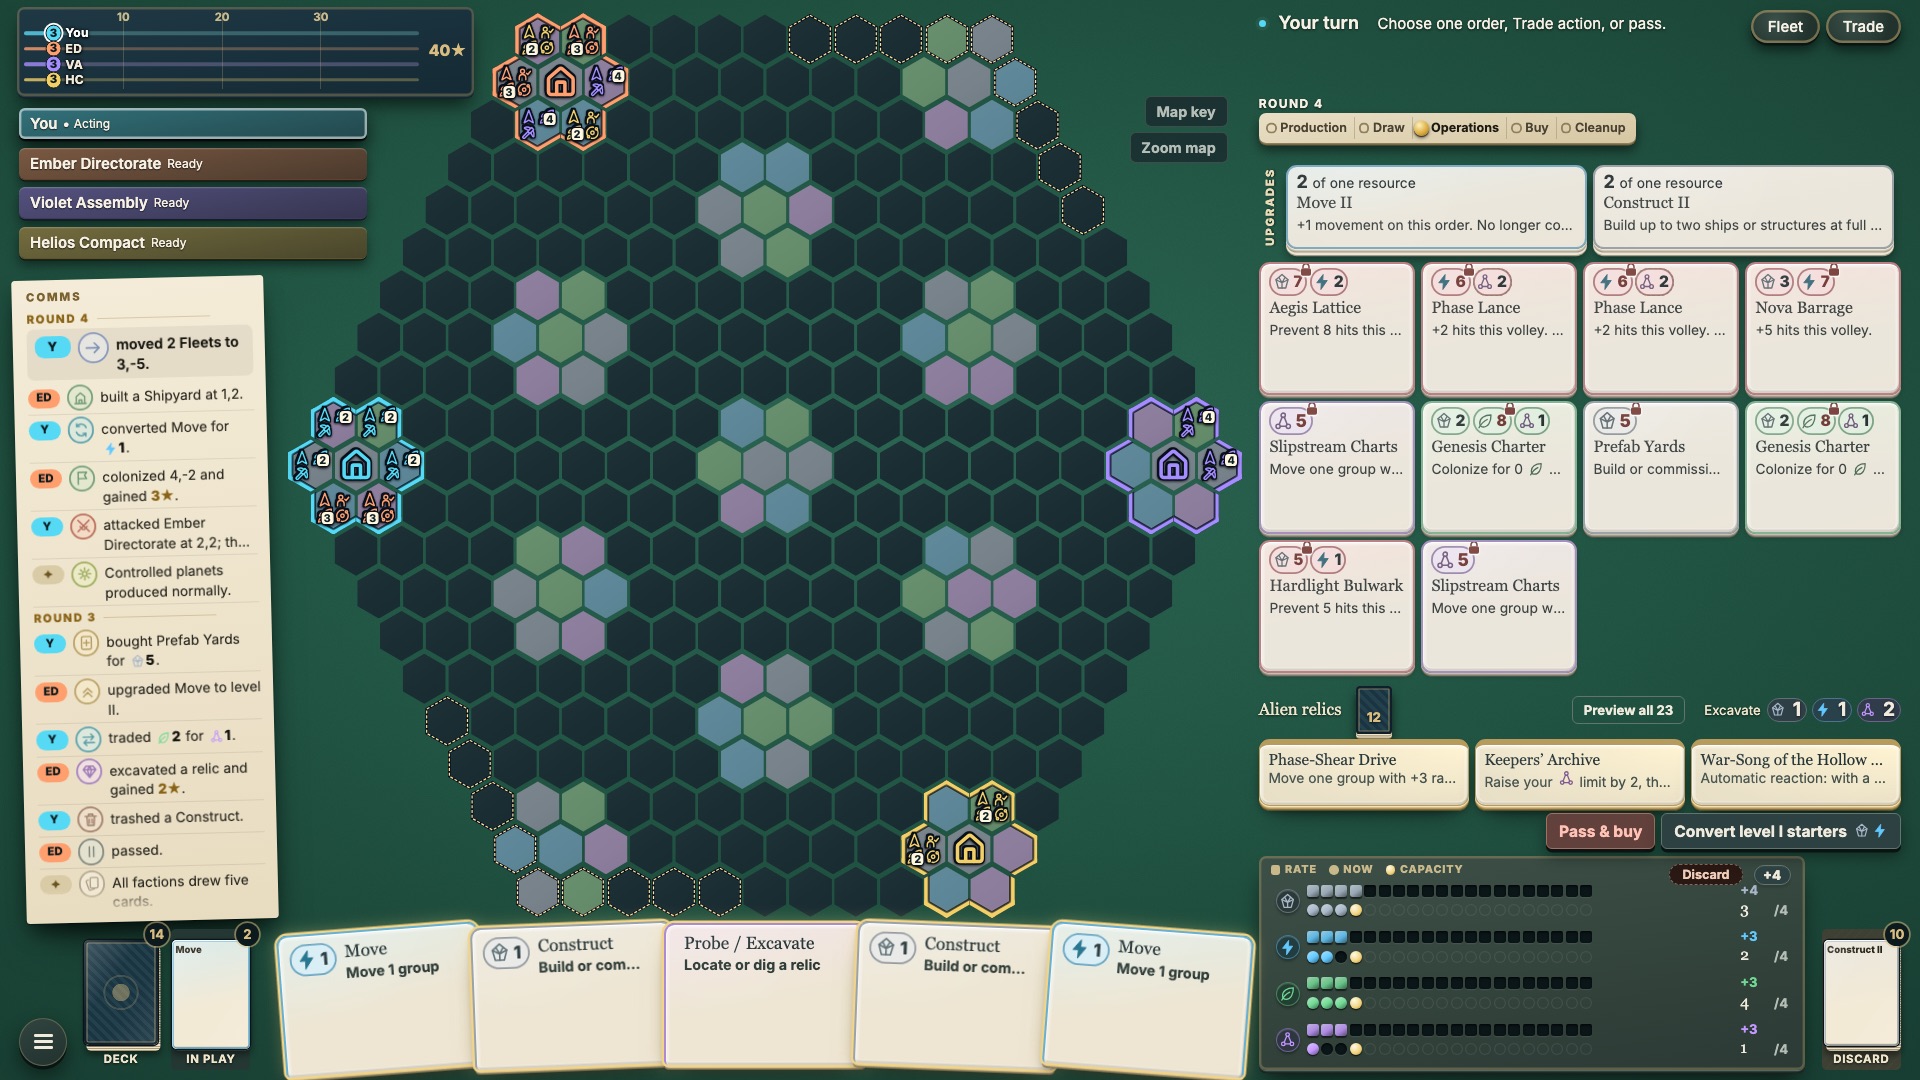 10 20 30
3 You
3 ED
3 VA
3 HC
40★
You • Acting
Ember Directorate Ready
Violet Assembly Ready
Helios Compact Ready
COMMS
ROUND 4
Y moved 2 Fleets to
3,-5.
ED built a Shipyard at 1,2.
Y converted Move for
1.
ED colonized 4,-2 and
gained 3★.
Y attacked Ember
Directorate at 2,2; th...
Controlled planets
produced normally.
ROUND 3
Y bought Prefab Yards
for 5.
ED upgraded Move to level
II.
Y traded 2 for 1.
ED excavated a relic and
gained 2★.
Y trashed a Construct.
ED passed.
All factions drew five
cards.
2 3
3 4
4 2
2 2
2 2
3 3
4
4
2
2
Map key
Zoom map
Your turn Choose one order, Trade action, or pass.
Fleet
Trade
ROUND 4
Production Draw Operations Buy Cleanup
UPGRADES
2 of one resource
Move II
+1 movement on this order. No longer co...
2 of one resource
Construct II
Build up to two ships or structures at full ...
7 2
Aegis Lattice
Prevent 8 hits this ...
6 2
Phase Lance
+2 hits this volley. ...
6 2
Phase Lance
+2 hits this volley. ...
3 7
Nova Barrage
+5 hits this volley.
5
Slipstream Charts
Move one group w...
2 8 1
Genesis Charter
Colonize for 0 ...
5
Prefab Yards
Build or commissi...
2 8 1
Genesis Charter
Colonize for 0 ...
5 1
Hardlight Bulwark
Prevent 5 hits this ...
5
Slipstream Charts
Move one group w...
Alien relics 12
Preview all 23
Excavate 1 1 2
Phase-Shear Drive
Move one group with +3 ra...
Keepers' Archive
Raise your limit by 2, th...
War-Song of the Hollow ...
Automatic reaction: with a ...
Pass & buy
Convert level I starters
RATE NOW CAPACITY
Discard +4
+4
3 /4
+3
2 /4
+3
4 /4
+3
1 /4
14
DECK
2
Move
IN PLAY
1 Move
Move 1 group
1 Construct
Build or com...
Probe / Excavate
Locate or dig a relic
1 Construct
Build or com...
1 Move
Move 1 group
10
Construct II
DISCARD